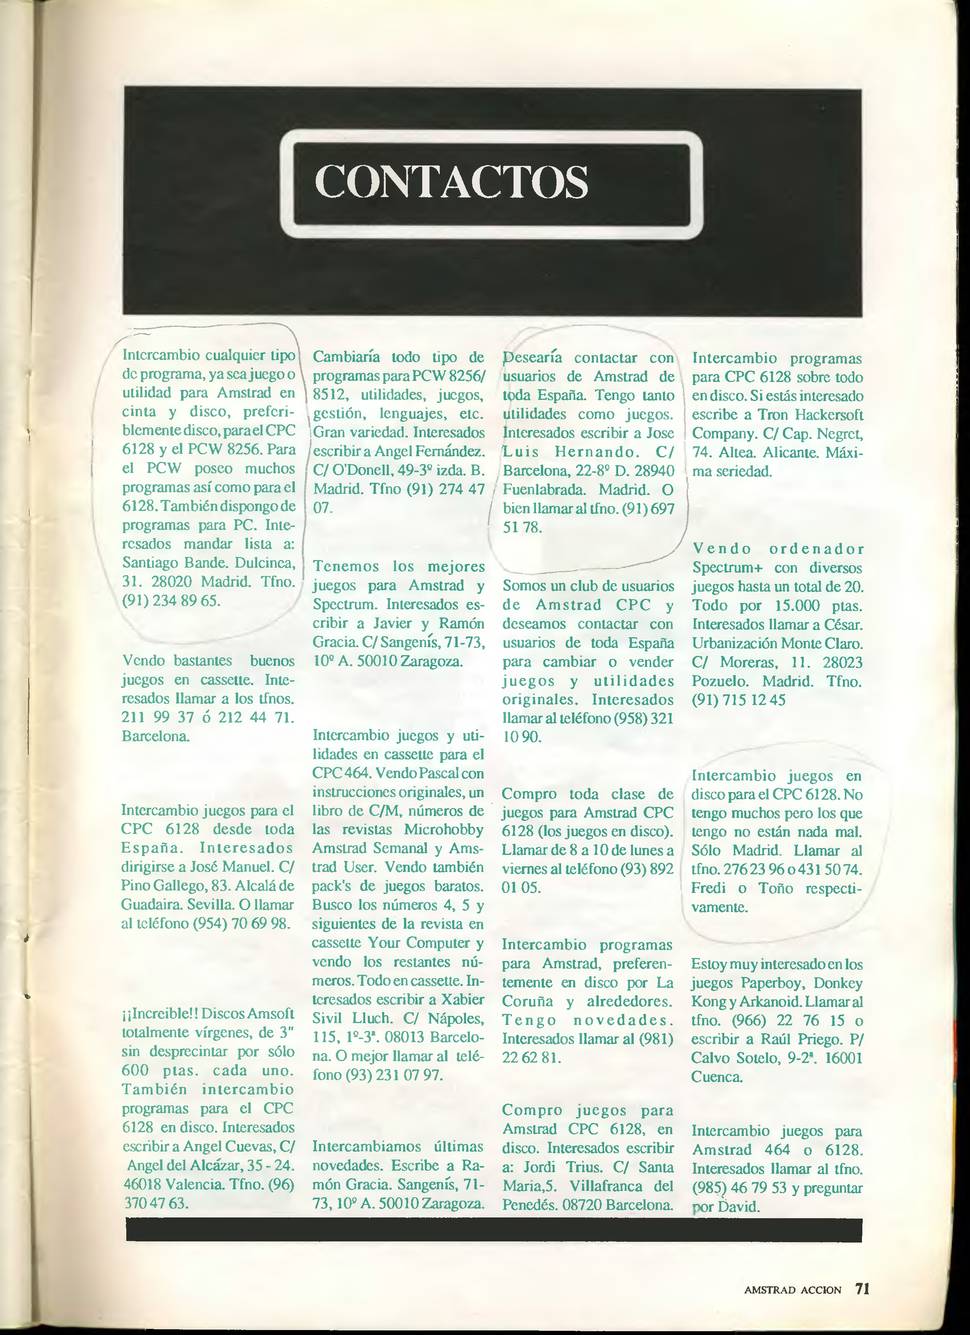 CONTACTOS
Intercambio cualquier tipo
de programa, ya sea juego o
utilidad para Amstrad en
cinta y disco, preferi-
blemente disco, para el CPC
6128 y el PCW 8256. Para
el PCW poseo muchos
programas así como para el
6128. También dispongo de
programas para PC. Inte-
resados mandar lista a:
Santiago Bande. Dulcinea,
31. 28020 Madrid. Tfno.
(91) 234 89 65.
Vendo bastantes buenos
juegos en cassette. Inte-
resados llamar a los tfnos.
211 99 37 ó 212 44 71.
Barcelona.
Intercambio juegos para el
CPC 6128 desde toda
España. Interesados
dirigirse a José Manuel. C/
Pino Gallego, 83. Alcalá de
Guadaira. Sevilla. O llamar
al teléfono (954) 70 69 98.
¡¡Increible!! Discos Amsoft
totalmente vírgenes, de 3"
sin desprecintar por sólo
600 ptas. cada uno.
También intercambio
programas para el CPC
6128 en disco. Interesados
escribir a Angel Cuevas, C/
Angel del Alcázar, 35 - 24.
46018 Valencia. Tfno. (96)
370 47 63.
Cambiaría todo tipo de
programas para PCW 8256/
8512, utilidades, juegos,
gestión, lenguajes, etc.
Gran variedad. Interesados
escribir a Angel Fernández.
C/ O'Donell, 49-3º izda. B.
Madrid. Tfno (91) 274 47
07.
Tenemos los mejores
juegos para Amstrad y
Spectrum. Interesados es-
cribir a Javier y Ramón
Gracia. C/ Sangenís, 71-73,
10º A. 50010 Zaragoza.
Intercambio juegos y uti-
lidades en cassette para el
CPC 464. Vendo Pascal con
instrucciones originales, un
libro de C/M, números de
las revistas Microhobby
Amstrad Semanal y Ams-
trad User. Vendo también
pack's de juegos baratos.
Busco los números 4, 5 y
siguientes de la revista en
cassette Your Computer y
vendo los restantes nú-
meros. Todo en cassette. In-
teresados escribir a Xabier
Sivil Lluch. C/ Nápoles,
115, 1º-3ª. 08013 Barcelo-
na. O mejor llamar al telé-
fono (93) 231 07 97.
Intercambiamos últimas
novedades. Escribe a Ra-
món Gracia. Sangenís, 71-
73, 10º A. 50010 Zaragoza.
Desearía contactar con
usuarios de Amstrad de
toda España. Tengo tanto
utilidades como juegos.
Interesados escribir a Jose
Luis Hernando. C/
Barcelona, 22-8º D. 28940
Fuenlabrada. Madrid. O
bien llamar al tfno. (91) 697
51 78.
Somos un club de usuarios
de Amstrad CPC y
deseamos contactar con
usuarios de toda España
para cambiar o vender
juegos y utilidades
originales. Interesados
llamar al teléfono (958) 321
10 90.
Compro toda clase de
juegos para Amstrad CPC
6128 (los juegos en disco).
Llamar de 8 a 10 de lunes a
viernes al teléfono (93) 892
01 05.
Intercambio programas
para Amstrad, preferen-
temente en disco por La
Coruña y alrededores.
Tengo novedades.
Interesados llamar al (981)
22 62 81.
Compro juegos para
Amstrad CPC 6128, en
disco. Interesados escribir
a: Jordi Trius. C/ Santa
Maria,5. Villafranca del
Penedés. 08720 Barcelona.
Intercambio programas
para CPC 6128 sobre todo
en disco. Si estás interesado
escribe a Tron Hackersoft
Company. C/ Cap. Negret,
74. Altea. Alicante. Máxi-
ma seriedad.
Vendo ordenador
Spectrum+ con diversos
juegos hasta un total de 20.
Todo por 15.000 ptas.
Interesados llamar a César.
Urbanización Monte Claro.
C/ Moreras, 11. 28023
Pozuelo. Madrid. Tfno.
(91) 715 12 45
Intercambio juegos en
disco para el CPC 6128. No
tengo muchos pero los que
tengo no están nada mal.
Sólo Madrid. Llamar al
tfno. 276 23 96 o 431 50 74.
Fredi o Toño respecti-
vamente.
Estoy muy interesado en los
juegos Paperboy, Donkey
Kong y Arkanoid. Llamar al
tfno. (966) 22 76 15 o
escribir a Raúl Priego. P/
Calvo Sotelo, 9-2ª. 16001
Cuenca.
Intercambio juegos para
Amstrad 464 o 6128.
Interesados llamar al tfno.
(985) 46 79 53 y preguntar
por David.
AMSTRAD ACCION 71